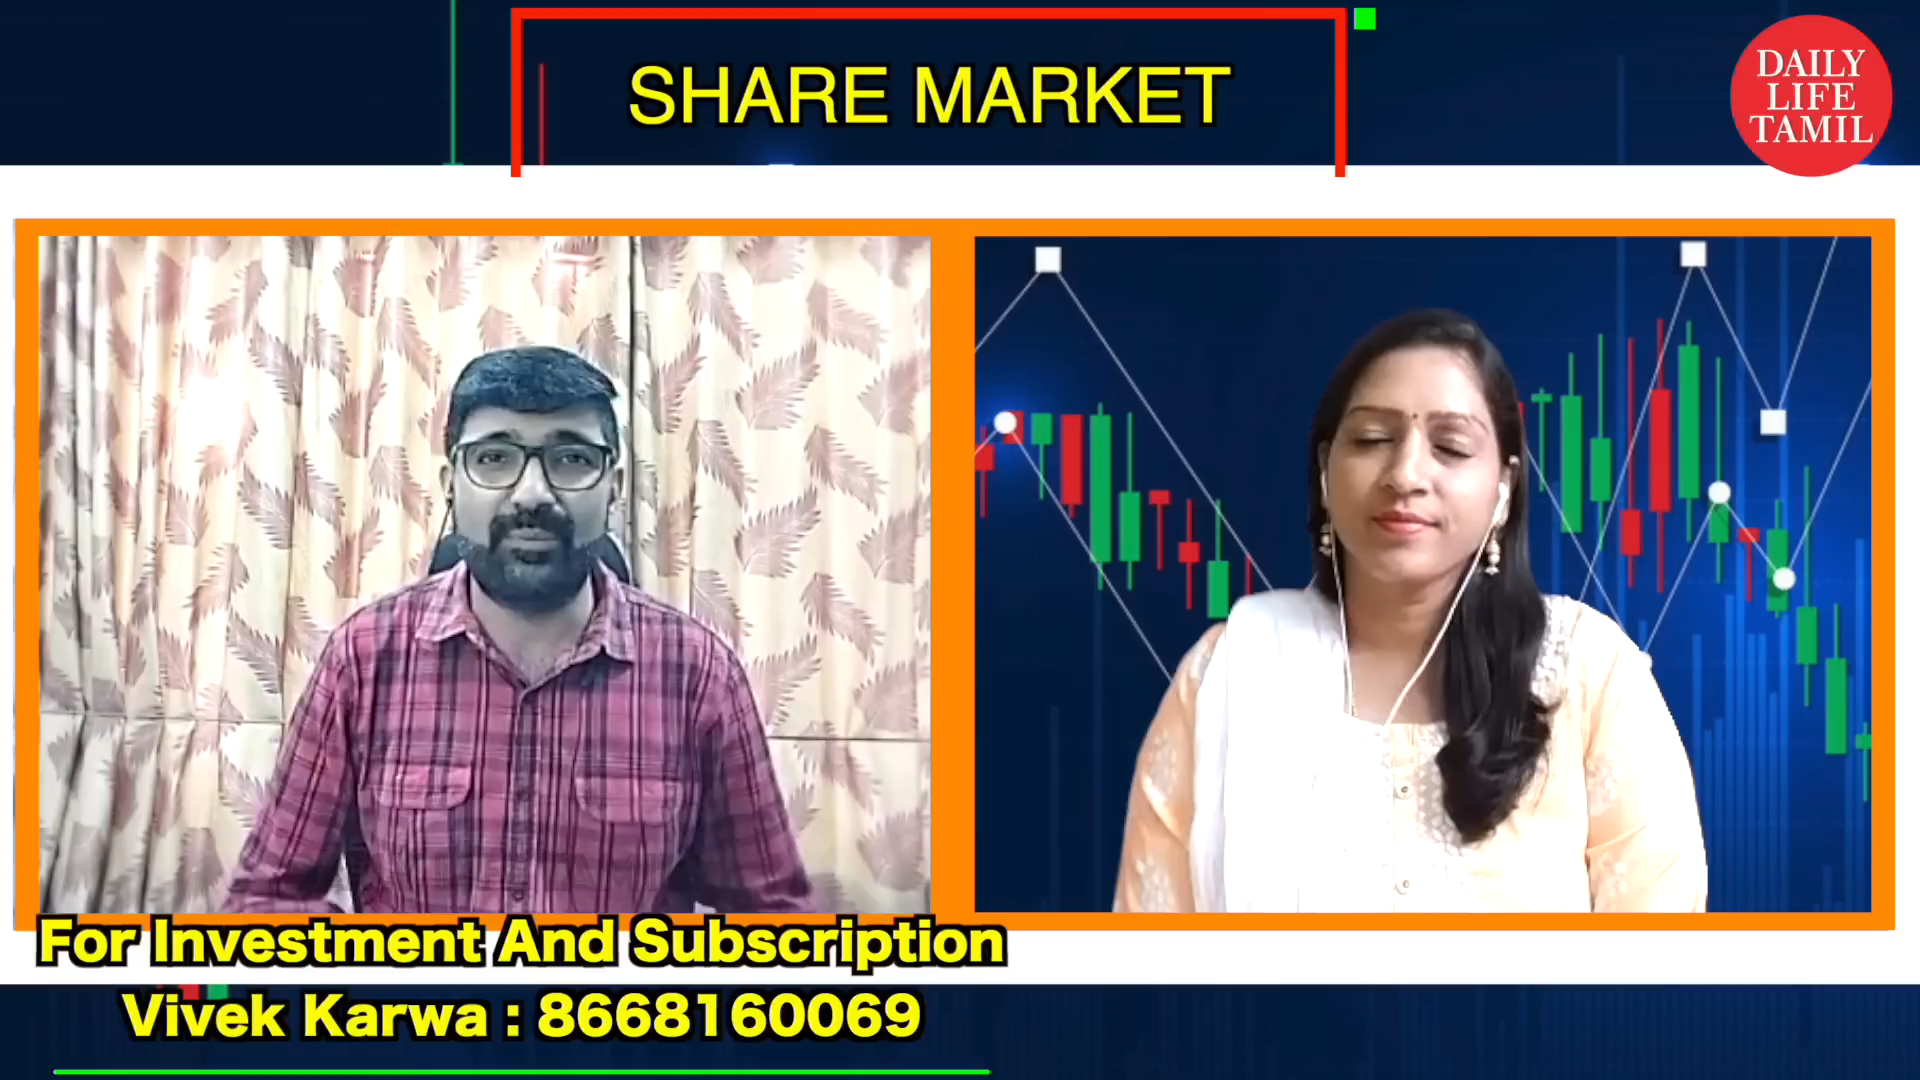 SHARE MARKET
DAILY
LIFE
TAMIL
For Investment And Subscription
Vivek Karwa : 8668160069